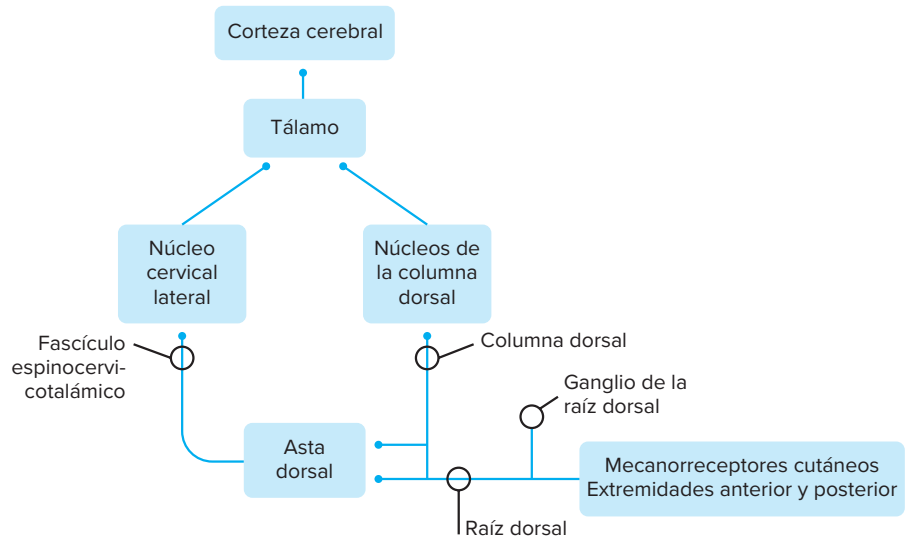 Corteza cerebral
Tálamo
Núcleo
cervical
lateral
Núcleos de
la columna
dorsal
Fascículo
espinocervi-
cotalámico
Columna dorsal
Ganglio de la
raíz dorsal
Asta
dorsal
Mecanorreceptores cutáneos
Extremidades anterior y posterior
Raíz dorsal